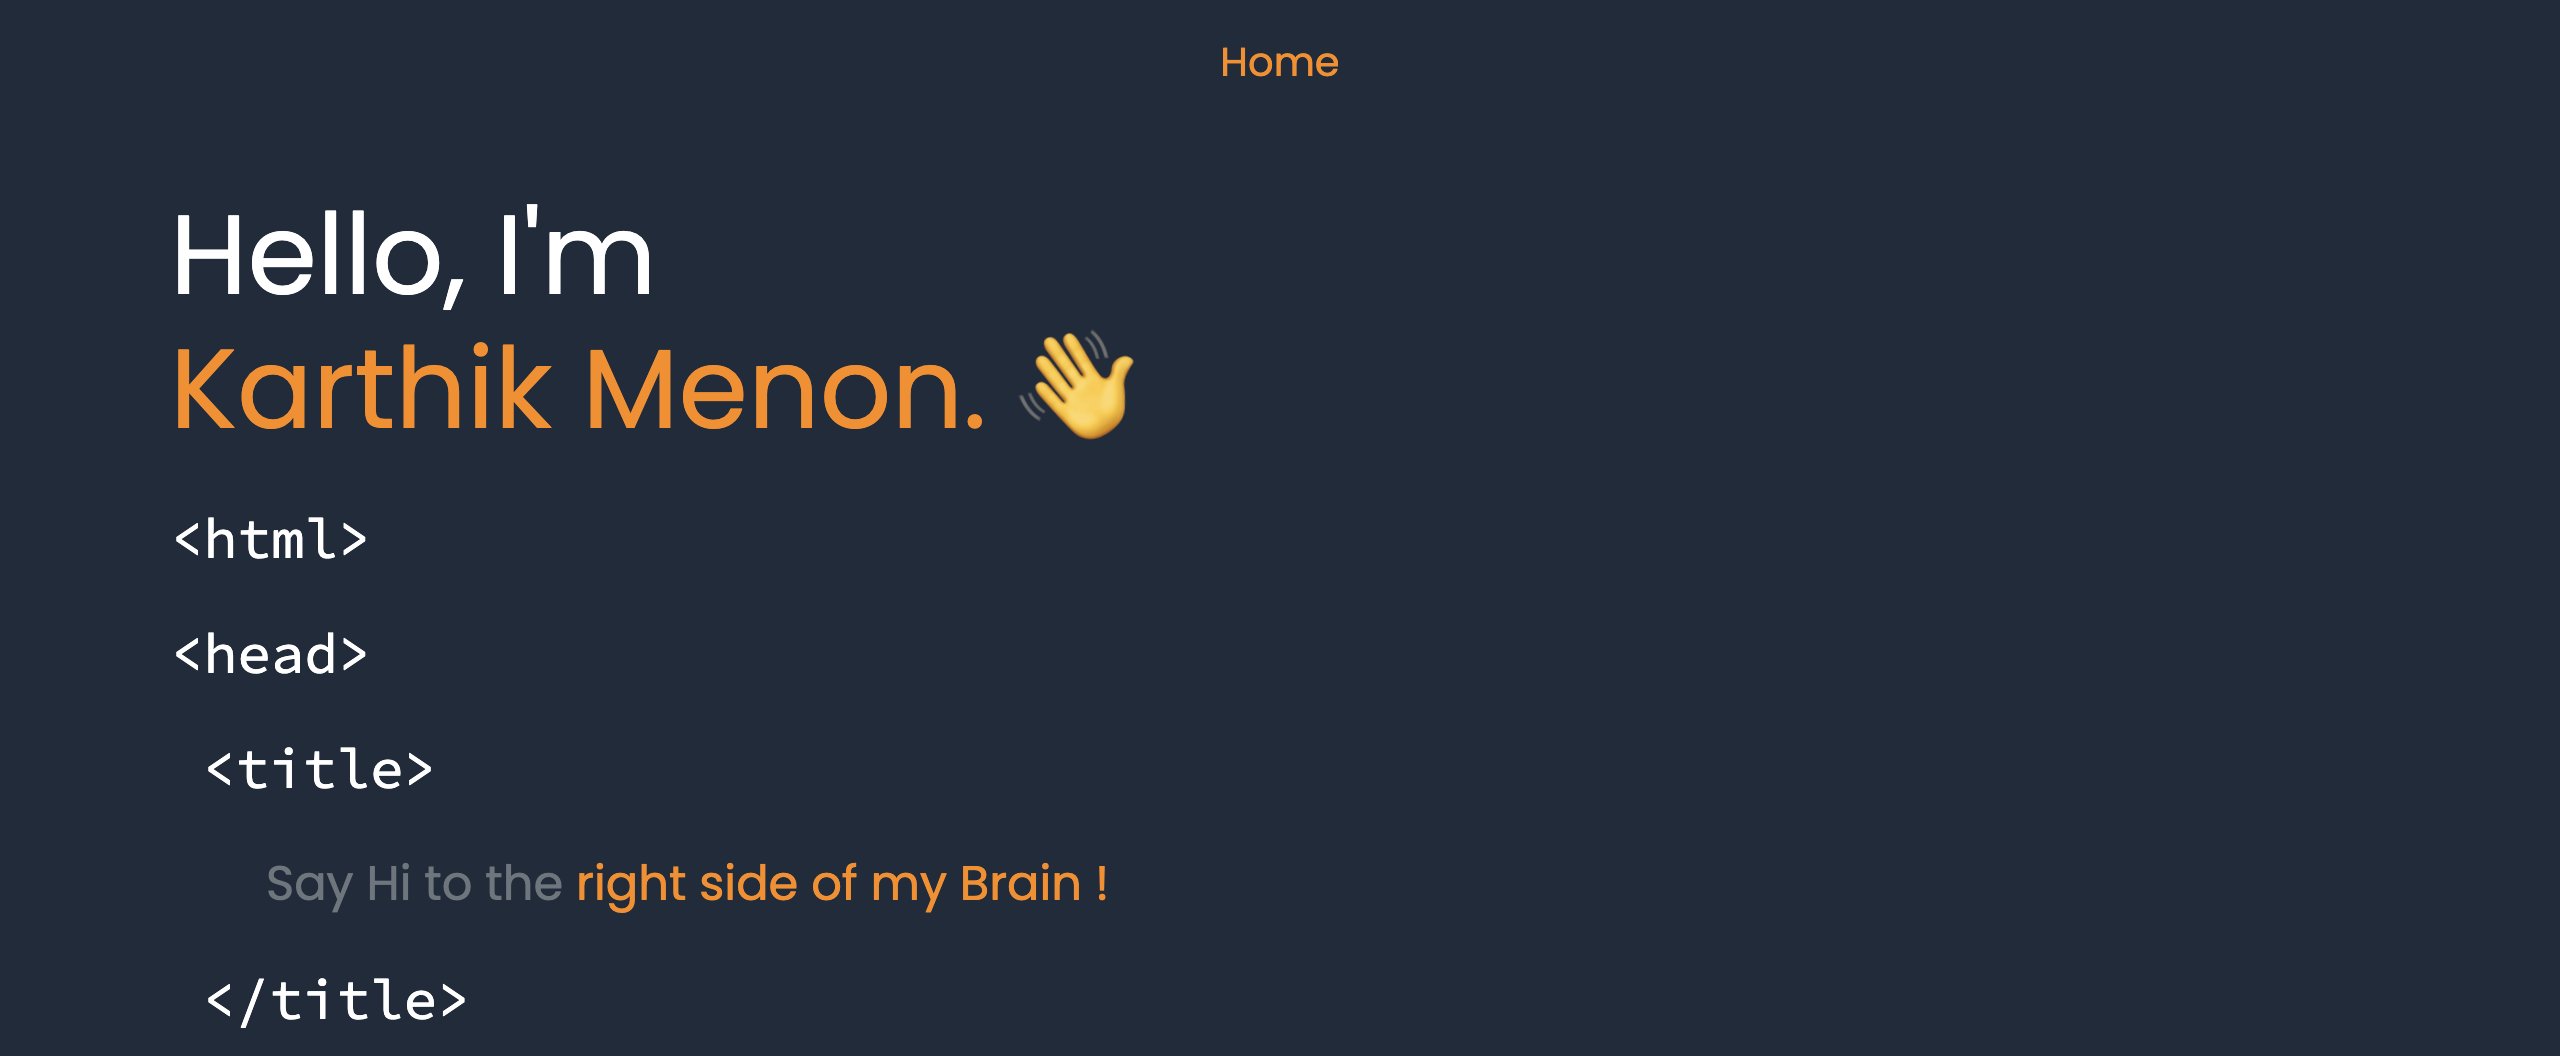 Home
Hello, I'm
Karthik Menon. 👋
<html>
<head>
<title>
Say Hi to the right side of my Brain !
</title>